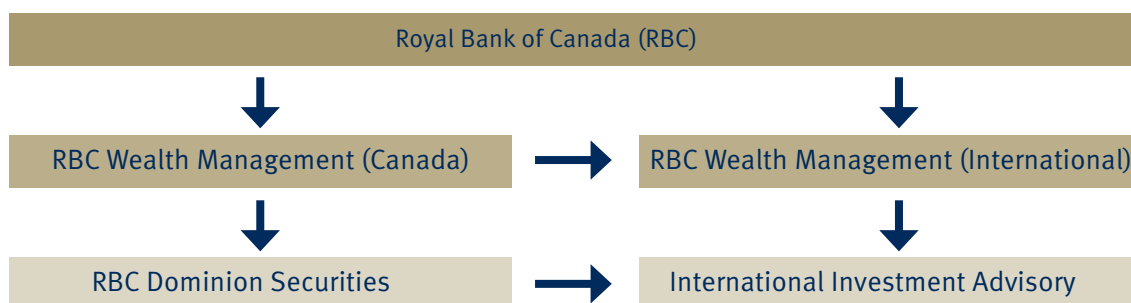 Royal Bank of Canada (RBC)
RBC Wealth Management (Canada)
RBC Wealth Management (International)
RBC Dominion Securities
International Investment Advisory